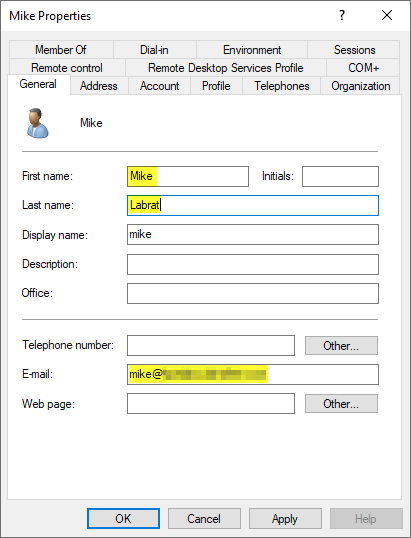 Mike Properties
?
Member Of Dial-in Environment Sessions
Remote control Remote Desktop Services Profile COM+
General Address Account Profile Telephones Organization
Mike
First name: Mike Initials:
Last name: Labrat
Display name: mike
Description:
Office:
Telephone number: Other...
E-mail: mike@
Web page: Other...
OK Cancel Apply Help